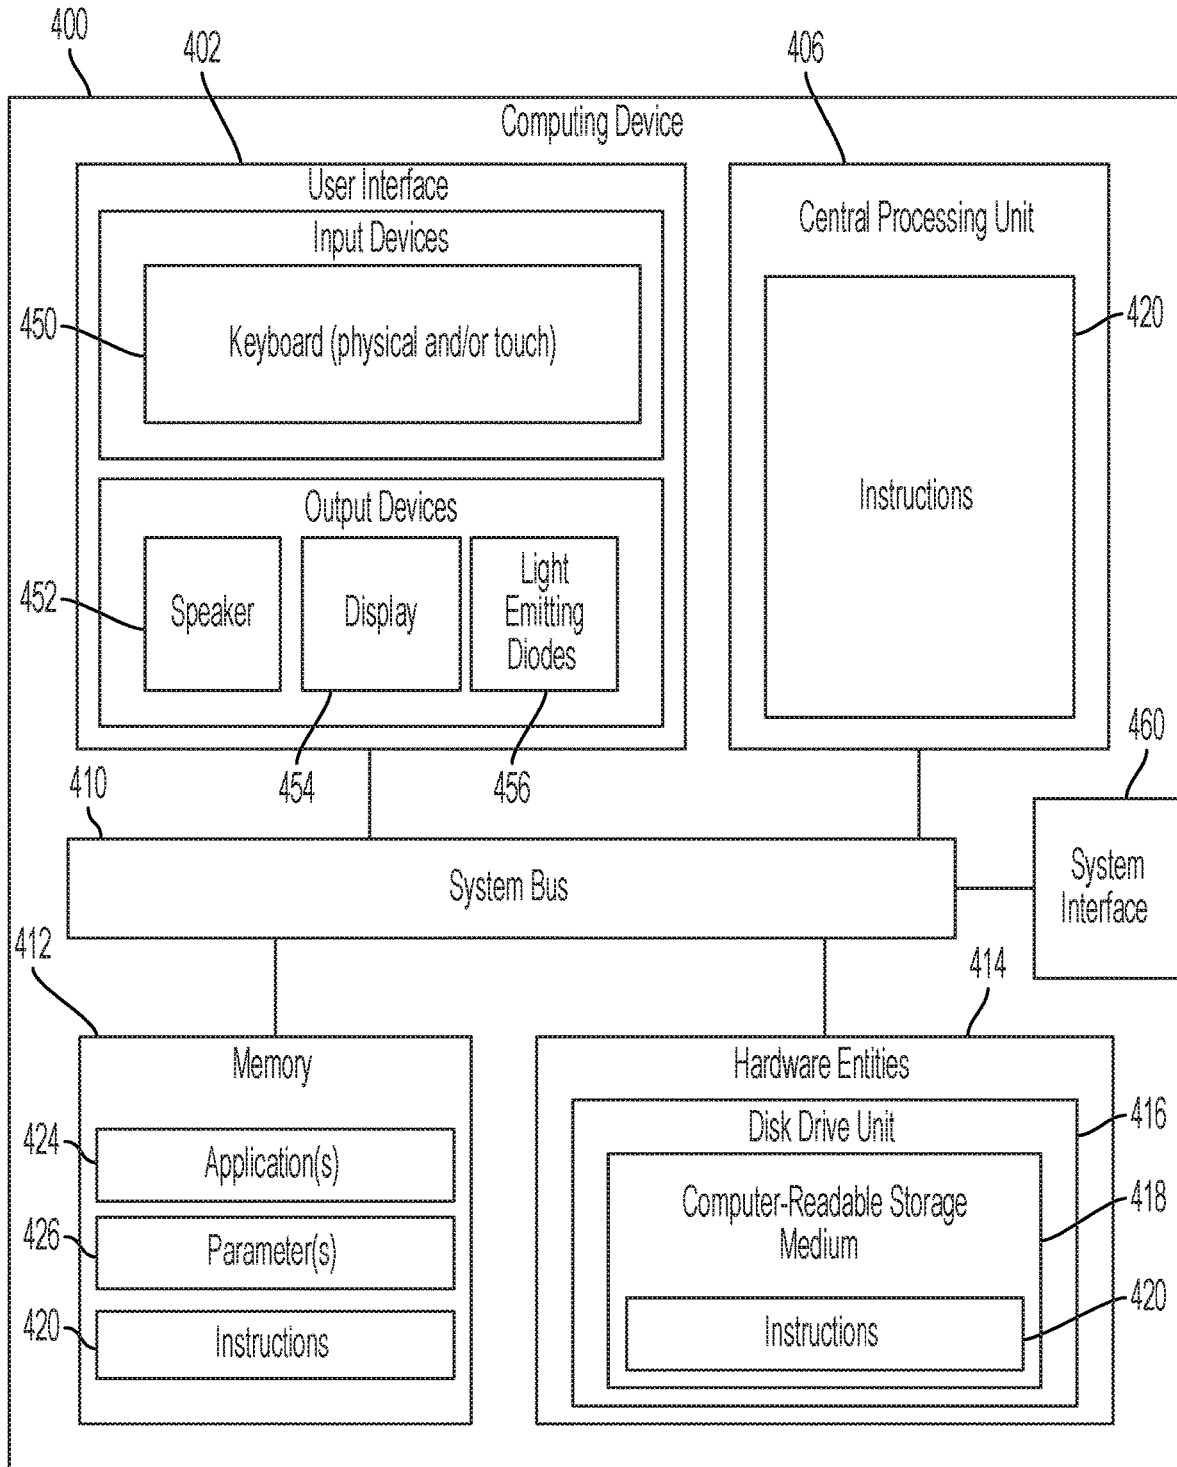 400
402
406
Computing Device
User Interface
Input Devices
450
Keyboard (physical and/or touch)
Central Processing Unit
420
Instructions
Output Devices
452
Speaker
Display
Light
Emitting
Diodes
454
456
460
410
System Bus
System
Interface
412
414
Memory
424
Application(s)
426
Parameter(s)
420
Instructions
Hardware Entities
Disk Drive Unit
416
Computer-Readable Storage
Medium
418
Instructions
420